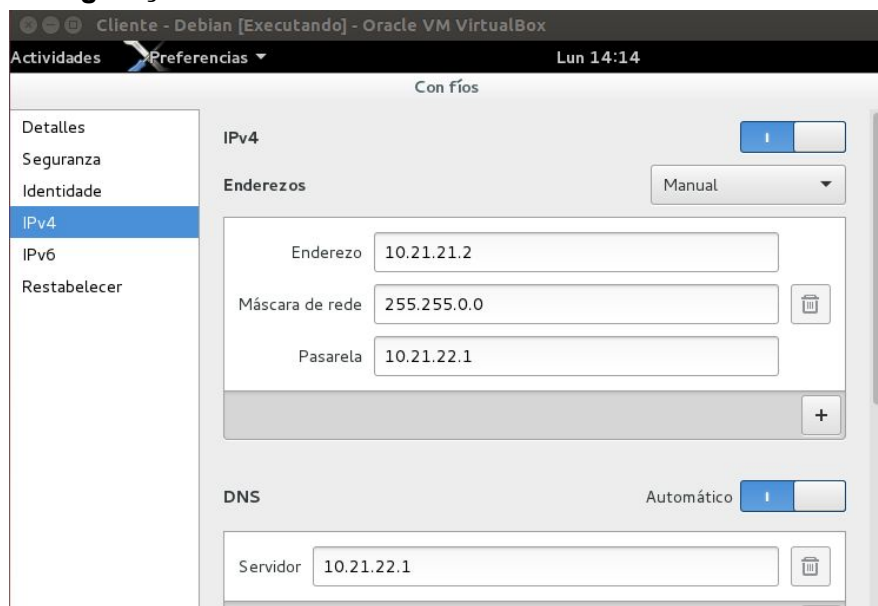 Cliente - Debian [Executando] - Oracle VM VirtualBox
Actividades Preferencias Lun 14:14
Con fíos
Detalles
Seguranza
Identidade
IPv4
IPv6
Restabelecer
IPv4
Enderezos Manual
Enderezo 10.21.21.2
Máscara de rede 255.255.0.0
Pasarela 10.21.22.1
+
DNS Automático
Servidor 10.21.22.1